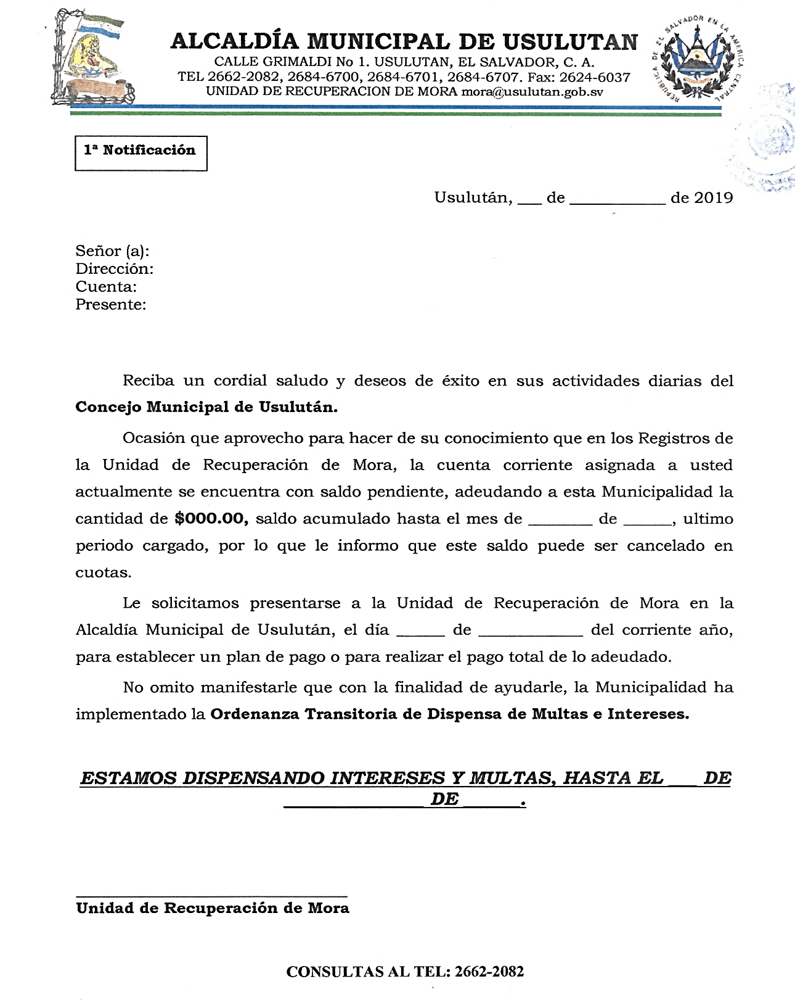 ALCALDÍA MUNICIPAL DE USULUTAN
CALLE GRIMALDI No 1. USULUTAN, EL SALVADOR, C. A.
TEL 2662-2082, 2684-6700, 2684-6701, 2684-6707. Fax: 2624-6037
UNIDAD DE RECUPERACION DE MORA mora@usulutan.gob.sv
REPUBLICA DE EL SALVADOR EN LA AMERICA CENTRAL
1ª Notificación
Usulután, ___ de ____________ de 2019
Señor (a):
Dirección:
Cuenta:
Presente:
Reciba un cordial saludo y deseos de éxito en sus actividades diarias del
Concejo Municipal de Usulután.
Ocasión que aprovecho para hacer de su conocimiento que en los Registros de
la Unidad de Recuperación de Mora, la cuenta corriente asignada a usted
actualmente se encuentra con saldo pendiente, adeudando a esta Municipalidad la
cantidad de $000.00, saldo acumulado hasta el mes de ________ de ______, ultimo
periodo cargado, por lo que le informo que este saldo puede ser cancelado en
cuotas.
Le solicitamos presentarse a la Unidad de Recuperación de Mora en la
Alcaldía Municipal de Usulután, el día ______ de _____________ del corriente año,
para establecer un plan de pago o para realizar el pago total de lo adeudado.
No omito manifestarle que con la finalidad de ayudarle, la Municipalidad ha
implementado la Ordenanza Transitoria de Dispensa de Multas e Intereses.
ESTAMOS DISPENSANDO INTERESES Y MULTAS, HASTA EL ___ DE
_______________ DE ______.
Unidad de Recuperación de Mora
CONSULTAS AL TEL: 2662-2082